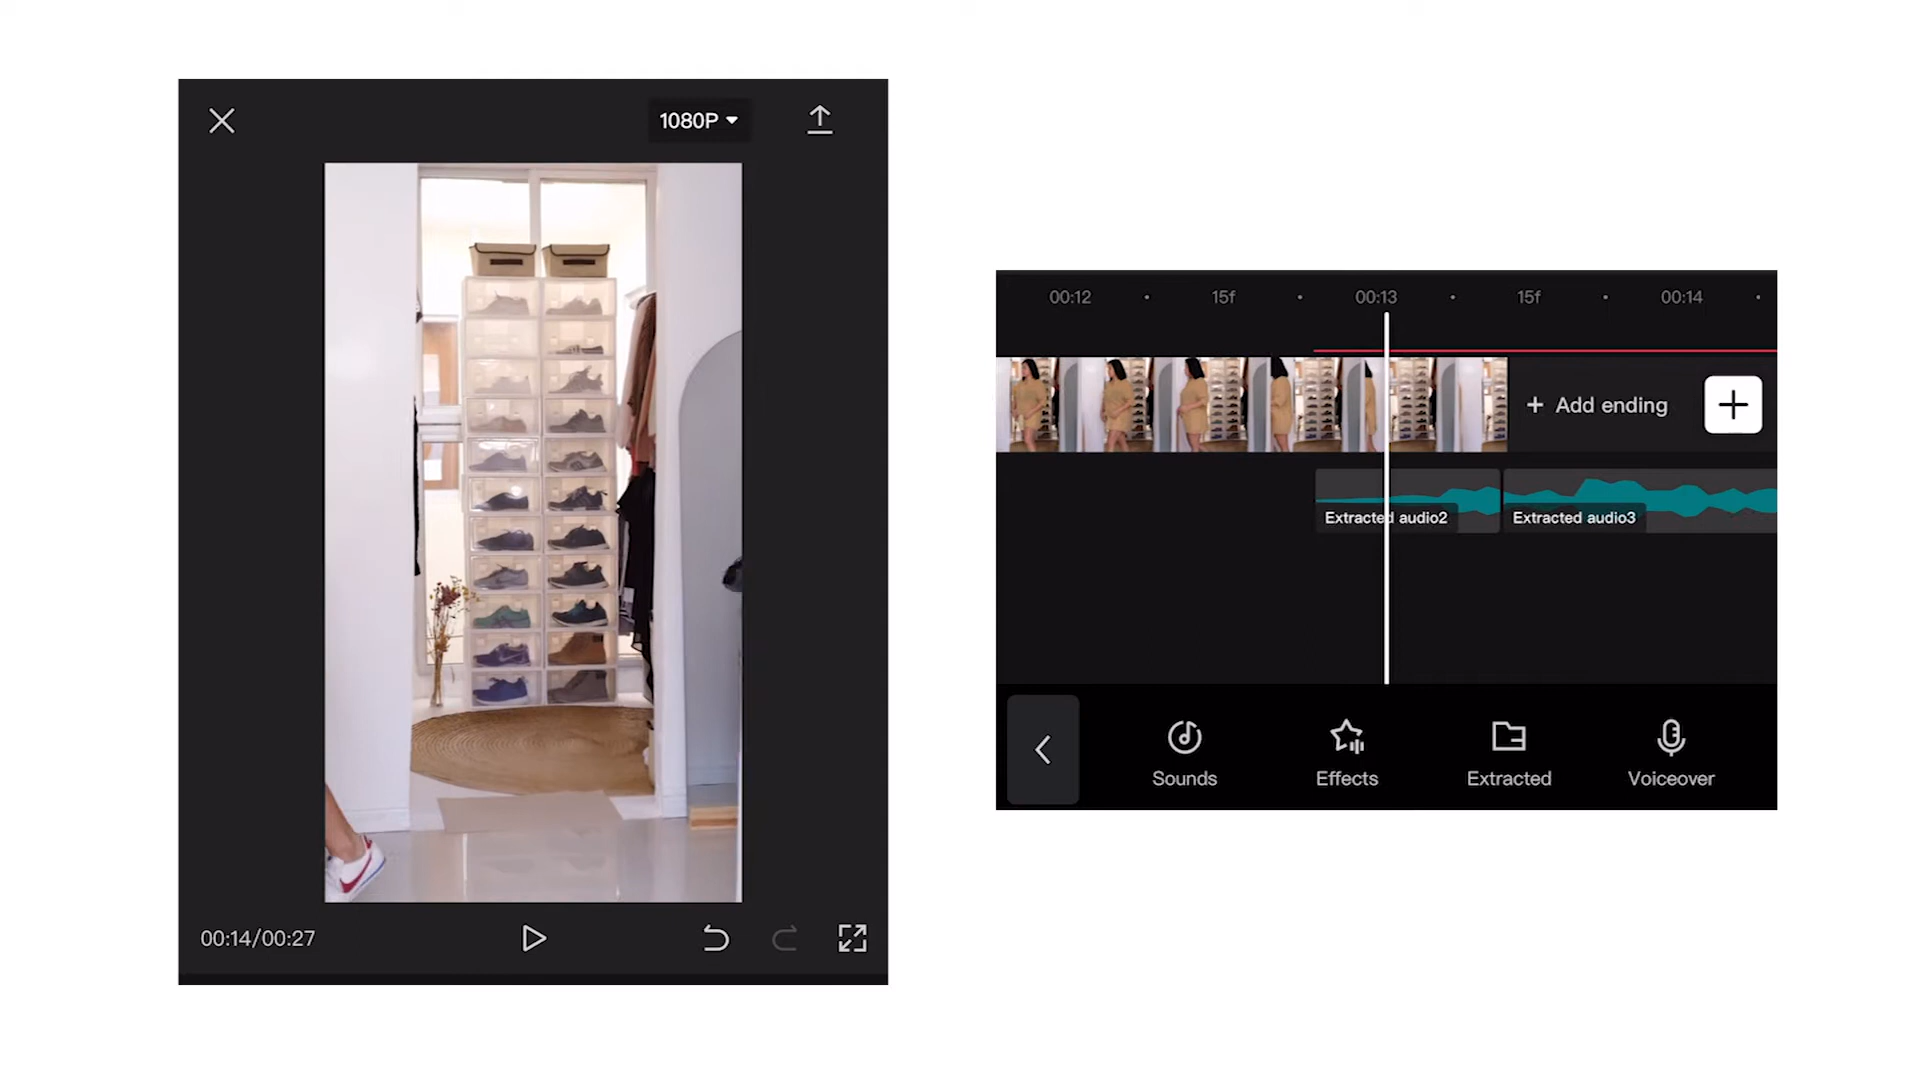 1080P
00:14/00:27
00:12 15f 00:13 15f 00:14
+ Add ending
Extracted audio2 Extracted audio3
Sounds Effects Extracted Voiceover